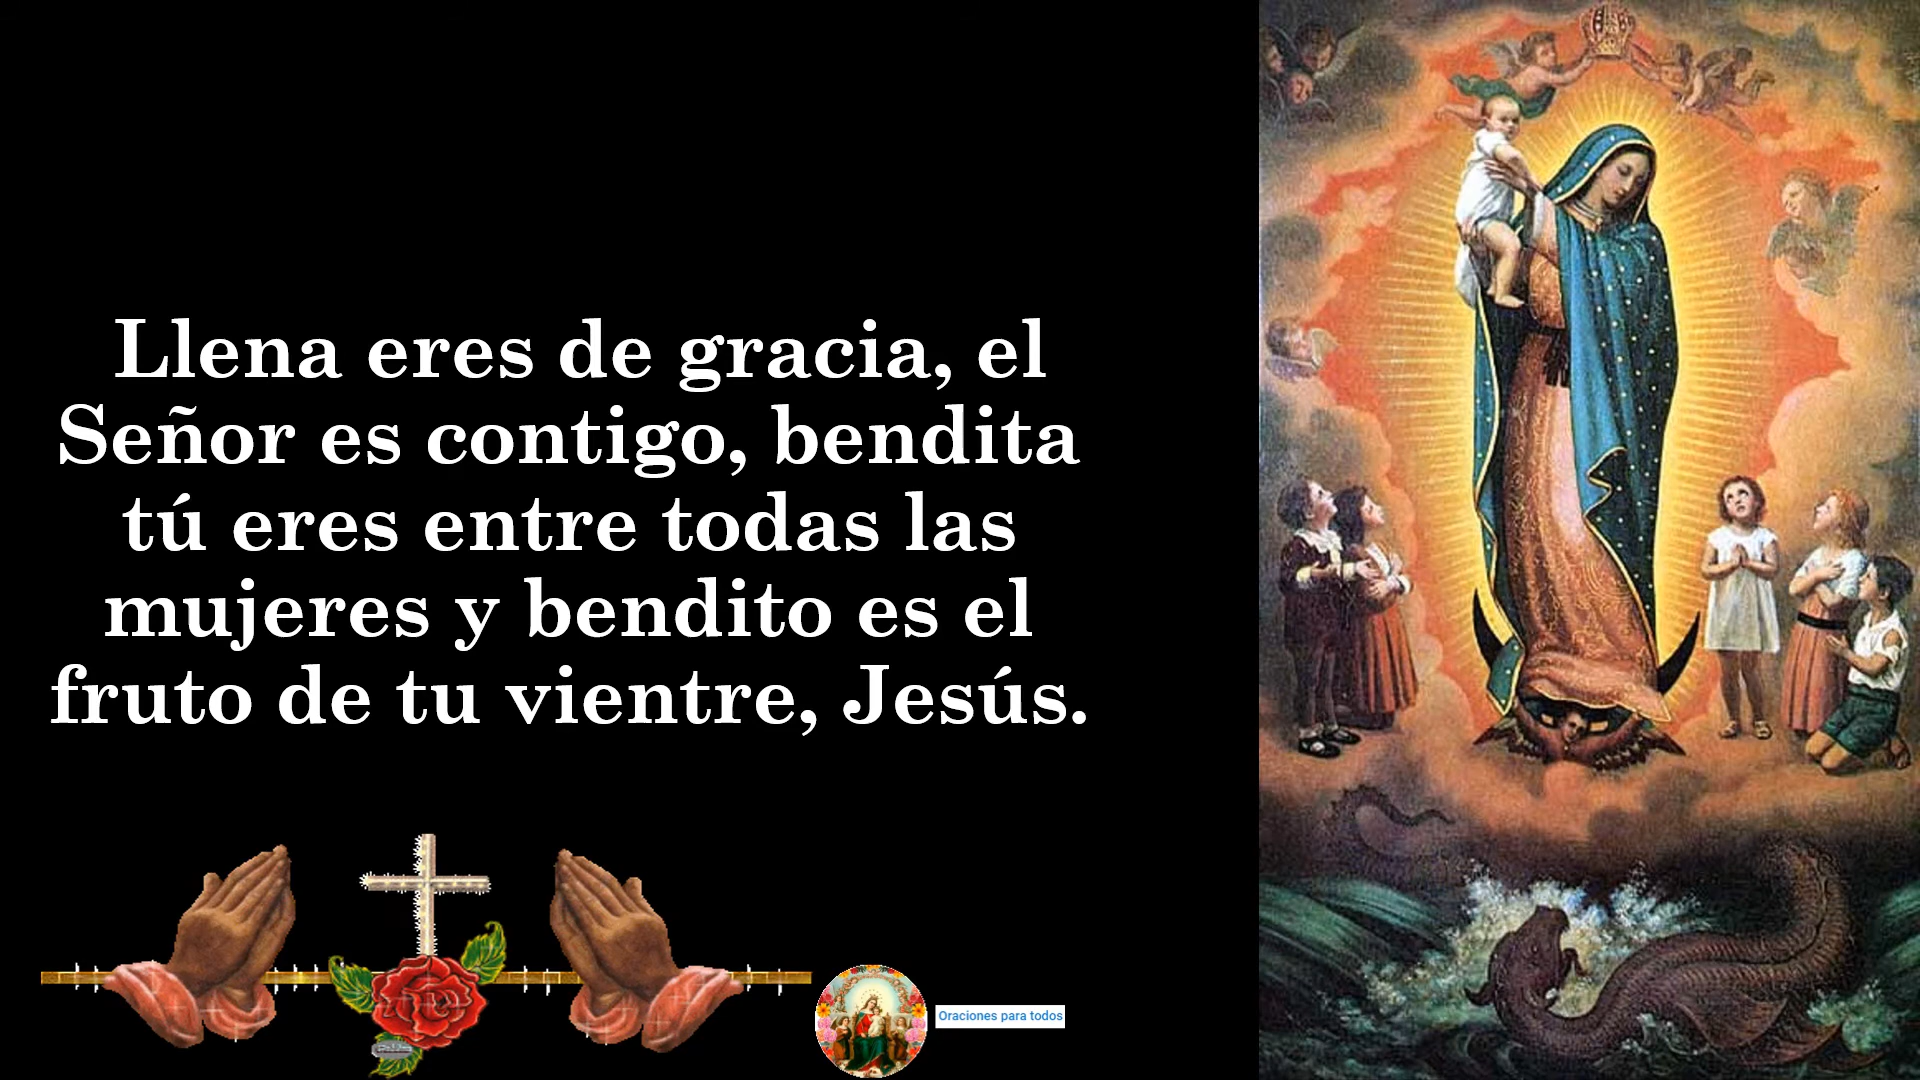 Llena eres de gracia, el
Señor es contigo, bendita
tú eres entre todas las
mujeres y bendito es el
fruto de tu vientre, Jesús.
Oraciones para todos